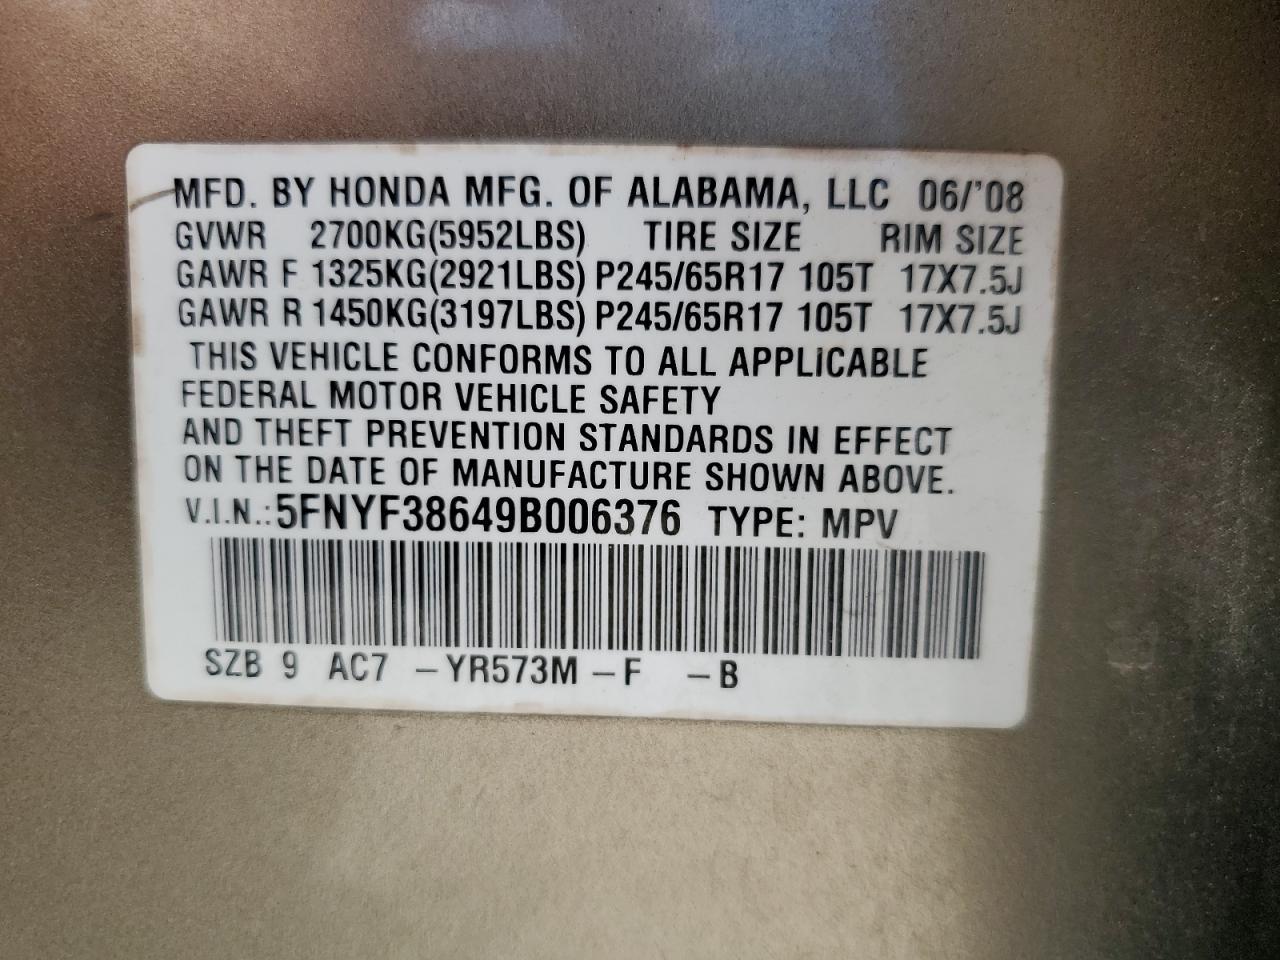 MFD. BY HONDA MFG. OF ALABAMA, LLC 06/'08
GVWR 2700KG(5952LBS) TIRE SIZE RIM SIZE
GAWR F 1325KG(2921LBS) P245/65R17 105T 17X7.5J
GAWR R 1450KG(3197LBS) P245/65R17 105T 17X7.5J
THIS VEHICLE CONFORMS TO ALL APPLICABLE
FEDERAL MOTOR VEHICLE SAFETY
AND THEFT PREVENTION STANDARDS IN EFFECT
ON THE DATE OF MANUFACTURE SHOWN ABOVE.
V.I.N.:5FNYF38649B006376 TYPE: MPV
SZB 9 AC7 -YR573M -F -B